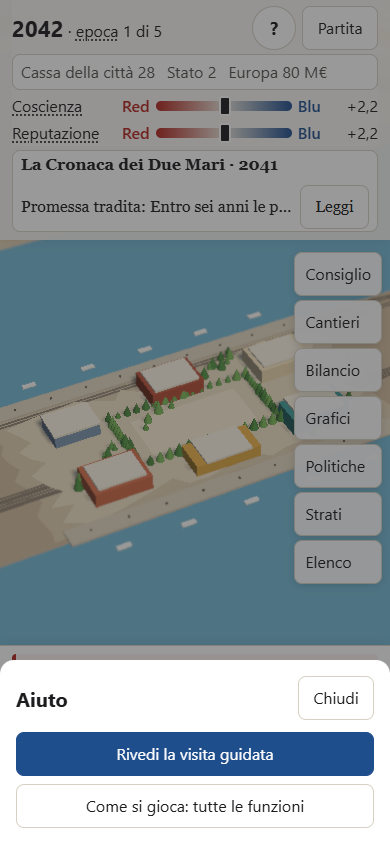 2042 · epoca 1 di 5
?
Partita
Cassa della città 28 Stato 2 Europa 80 M€
Coscienza Red Blu +2,2
Reputazione Red Blu +2,2
La Cronaca dei Due Mari · 2041
Promessa tradita: Entro sei anni le p...
Leggi
Consiglio
Cantieri
Bilancio
Grafici
Politiche
Strati
Elenco
Aiuto
Chiudi
Rivedi la visita guidata
Come si gioca: tutte le funzioni